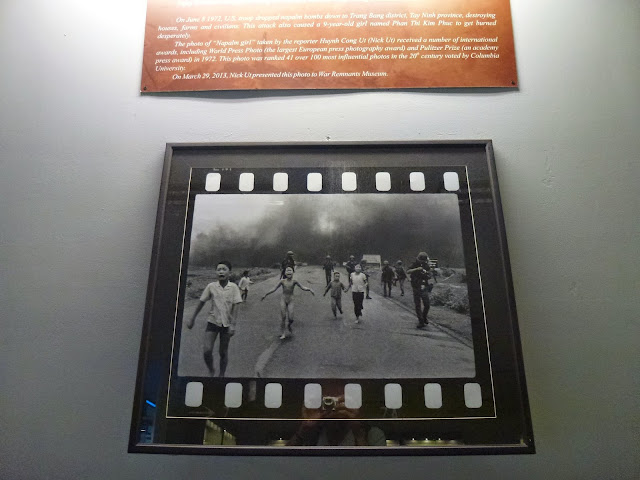 On June 8 1972, U.S. army dropped napalm bombs down to Trang Bang district, Tay Ninh province, destroying
houses, farms and civilians. This attack also caused a 9-year-old girl named Phan Thi Kim Phuc to get burned
desperately.
The photo of "Napalm girl" taken by the reporter Huynh Cong Ut (Nick Ut) received a number of international
awards, including World Press Photo (the largest European press photography award) and Pulitzer Prize (an academy
press award) in 1972. This photo was ranked 41 over 100 most influential photos in the 20th century voted by Columbia
University.
On March 29, 2013, Nick Ut presented this photo to War Remnants Museum.